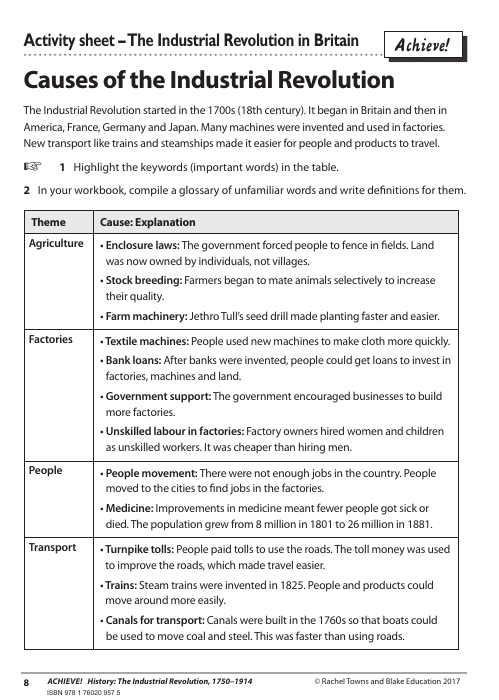 Activity sheet – The Industrial Revolution in Britain
Achieve!
Causes of the Industrial Revolution
The Industrial Revolution started in the 1700s (18th century). It began in Britain and then in
America, France, Germany and Japan. Many machines were invented and used in factories.
New transport like trains and steamships made it easier for people and products to travel.
☞ 1 Highlight the keywords (important words) in the table.
2 In your workbook, compile a glossary of unfamiliar words and write definitions for them.
Theme
Cause: Explanation
Agriculture
• Enclosure laws: The government forced people to fence in fields. Land
was now owned by individuals, not villages.
• Stock breeding: Farmers began to mate animals selectively to increase
their quality.
• Farm machinery: Jethro Tull's seed drill made planting faster and easier.
Factories
• Textile machines: People used new machines to make cloth more quickly.
• Bank loans: After banks were invented, people could get loans to invest in
factories, machines and land.
• Government support: The government encouraged businesses to build
more factories.
• Unskilled labour in factories: Factory owners hired women and children
as unskilled workers. It was cheaper than hiring men.
People
• People movement: There were not enough jobs in the country. People
moved to the cities to find jobs in the factories.
• Medicine: Improvements in medicine meant fewer people got sick or
died. The population grew from 8 million in 1801 to 26 million in 1881.
Transport
• Turnpike tolls: People paid tolls to use the roads. The toll money was used
to improve the roads, which made travel easier.
• Trains: Steam trains were invented in 1825. People and products could
move around more easily.
• Canals for transport: Canals were built in the 1760s so that boats could
be used to move coal and steel. This was faster than using roads.
8 ACHIEVE! History: The Industrial Revolution, 1750–1914
© Rachel Towns and Blake Education 2017
ISBN 978 1 76020 957 5